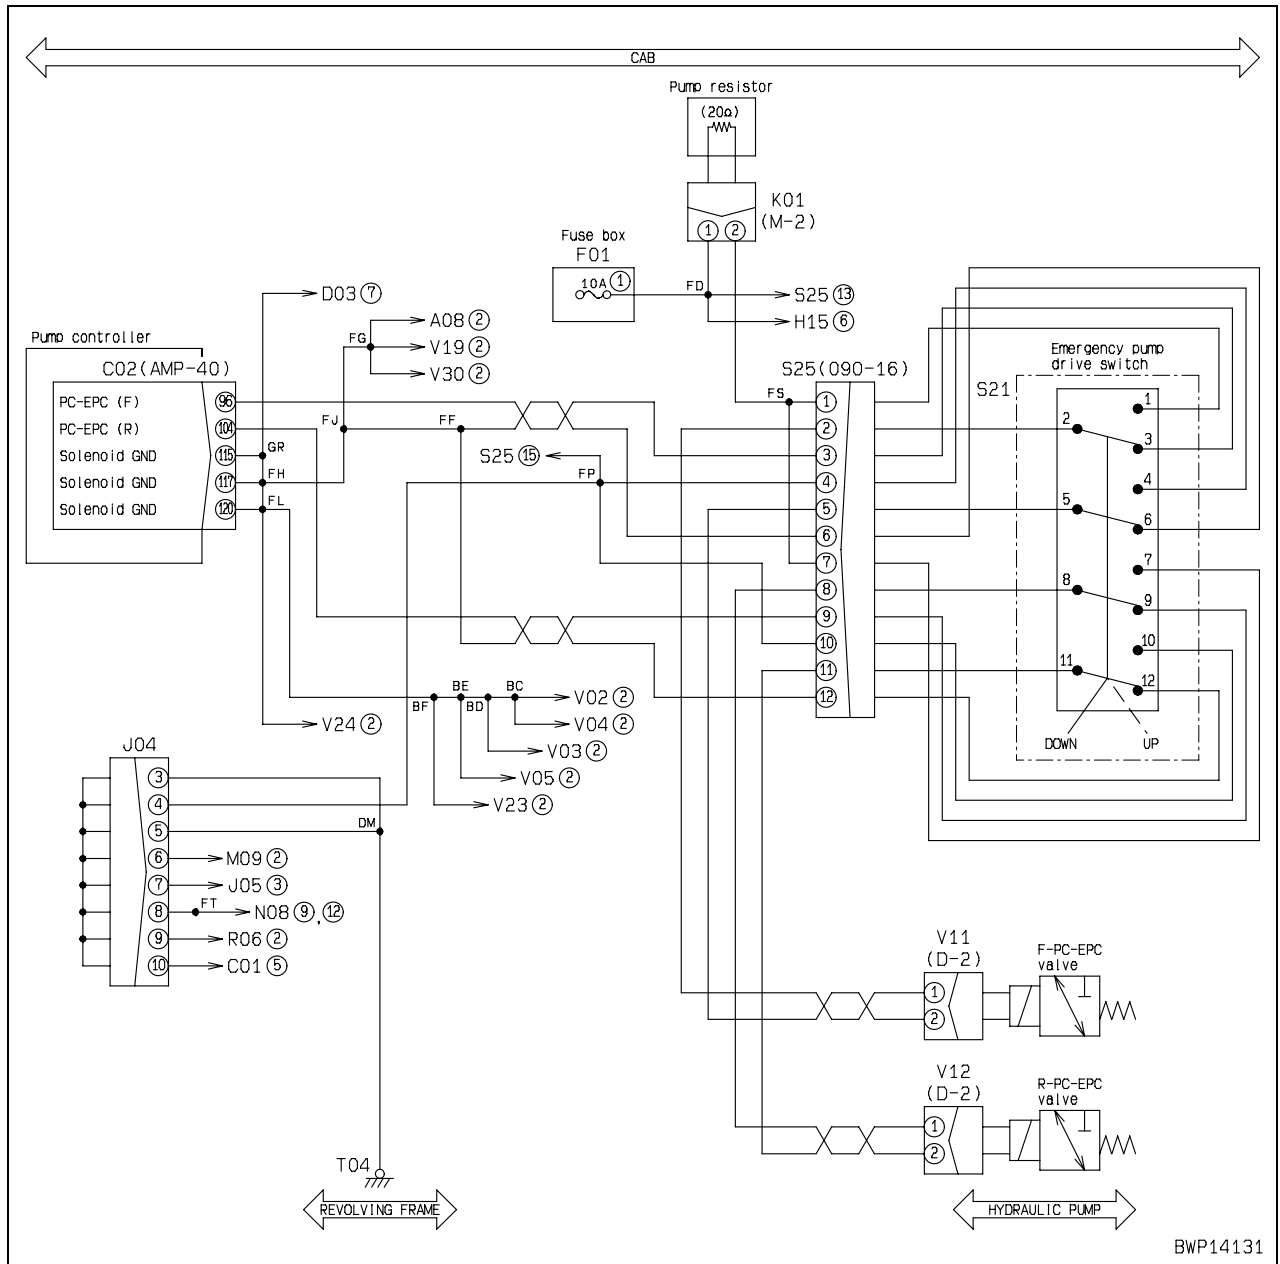 CAB
Pump resistor
(20Ω)
K01
(M-2)
1 2
Fuse box
F01
10A 1
FD
S25 13
H15 6
D03 7
FG
A08 2
V19 2
V30 2
Pump controller
C02(AMP-40)
PC-EPC (F) 96
PC-EPC (R) 104
Solenoid GND 115
Solenoid GND 117
Solenoid GND 120
GR
FH
FL
FJ
FF
S25 15
FP
FS
S25(090-16)
1
2
3
4
5
6
7
8
9
10
11
12
Emergency pump
drive switch
S21
1
2
3
4
5
6
7
8
9
10
11
12
DOWN UP
BF BE BD BC
V02 2
V04 2
V03 2
V05 2
V23 2
V24 2
J04
3
4
5 DM
6 M09 2
7 J05 3
8 FT N08 9, 12
9 R06 2
10 C01 5
V11
(D-2)
1
2
F-PC-EPC
valve
V12
(D-2)
1
2
R-PC-EPC
valve
T04
REVOLVING FRAME
HYDRAULIC PUMP
BWP14131